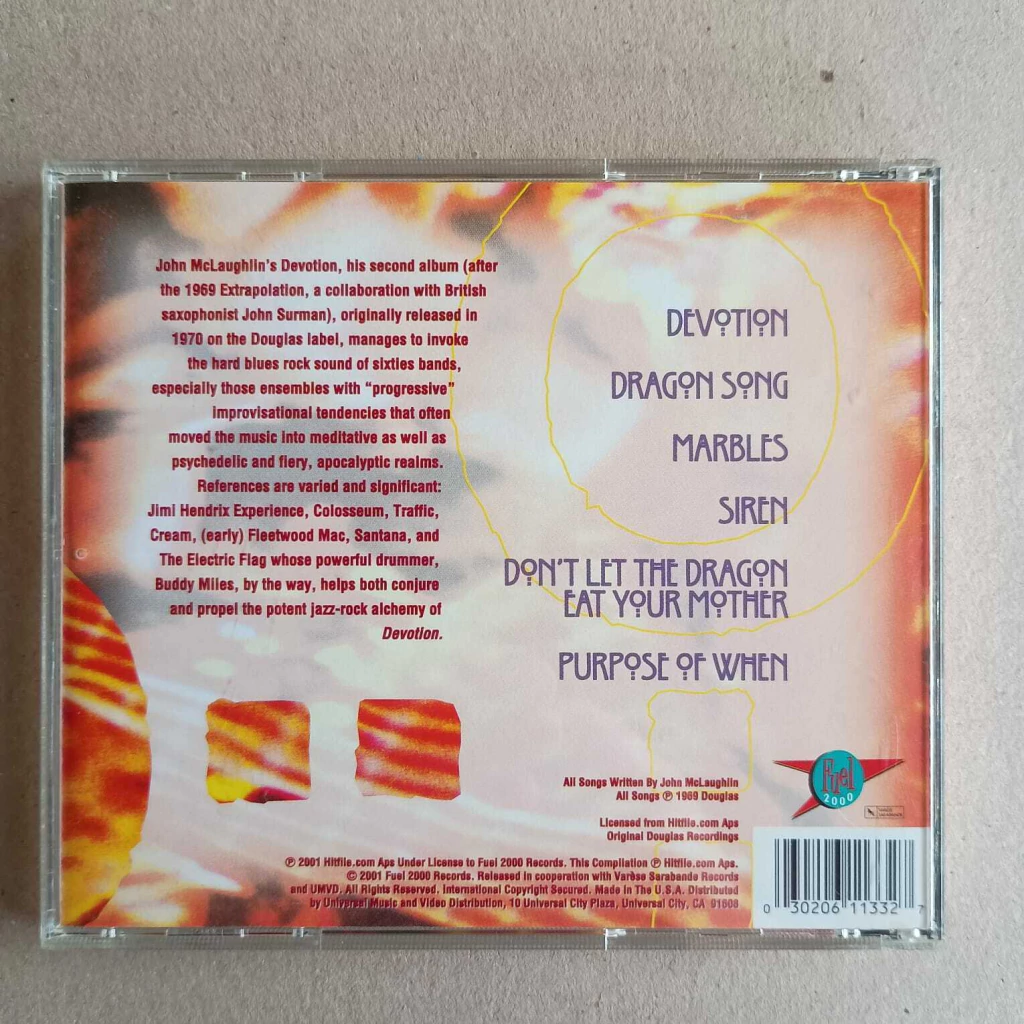 John McLaughlin's Devotion, his second album (after
the 1969 Extrapolation, a collaboration with British
saxophonist John Surman), originally released in
1970 on the Douglas label, manages to invoke
the hard blues rock sound of sixties bands,
especially those ensembles with "progressive"
improvisational tendencies that often
moved the music into meditative as well as
psychedelic and fiery, apocalyptic realms.
References are varied and significant:
Jimi Hendrix Experience, Colosseum, Traffic,
Cream, (early) Fleetwood Mac, Santana, and
The Electric Flag whose powerful drummer,
Buddy Miles, by the way, helps both conjure
and propel the potent jazz-rock alchemy of
Devotion.
DEVOTION
DRAGON SONG
MARBLES
SIREN
DON'T LET THE DRAGON
EAT YOUR MOTHER
PURPOSE OF WHEN
All Songs Written By John McLaughlin
All Songs ℗ 1969 Douglas
Licensed from Hitfile.com Aps
Original Douglas Recordings
Fuel
2000
℗ 2001 Hitfile.com Aps Under License to Fuel 2000 Records. This Compilation ℗ Hitfile.com Aps.
© 2001 Fuel 2000 Records. Released in cooperation with Varèse Sarabande Records
and UMVD. All Rights Reserved. International Copyright Secured. Made In The U.S.A. Distributed
by Universal Music and Video Distribution, 10 Universal City Plaza, Universal City, CA 91608
0 30206 11332 7